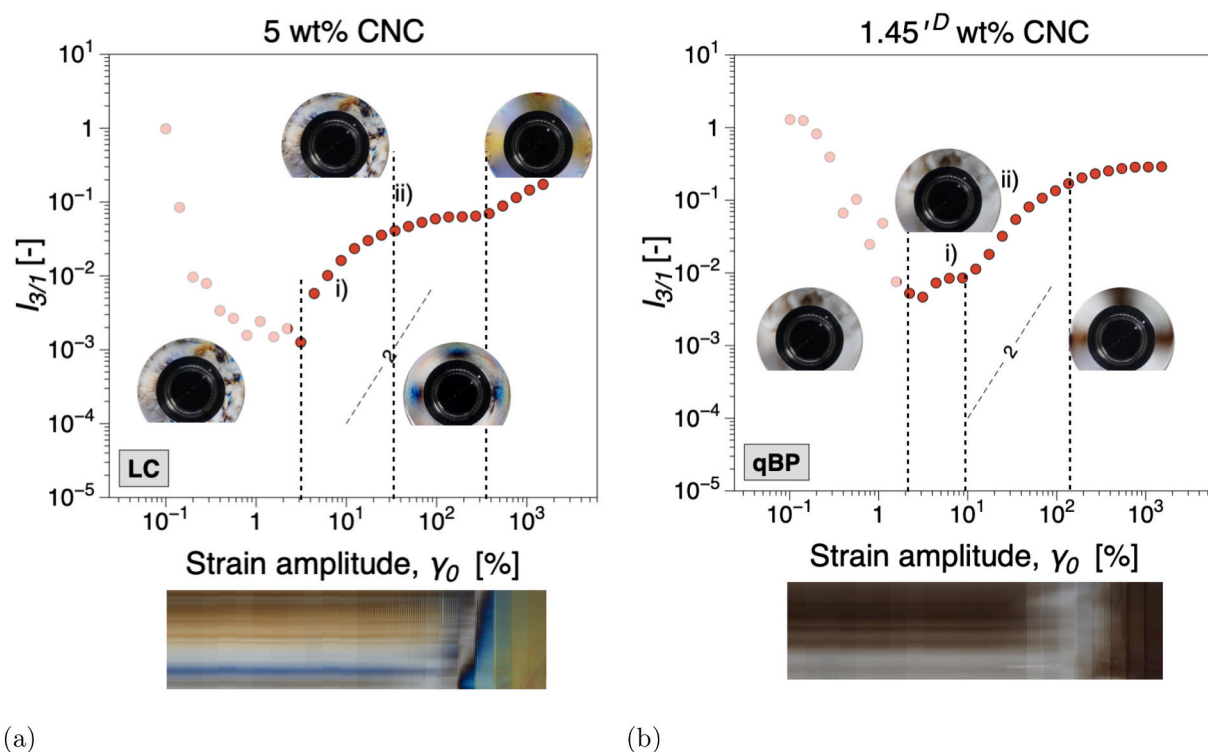 5 wt% CNC
10¹
1
10⁻¹
10⁻²
10⁻³
10⁻⁴
10⁻⁵
I₃/₁ [-]
i)
ii)
2
LC
10⁻¹
1
10¹
10²
10³
Strain amplitude, γ₀ [%]
(a)
1.45'ᴰ wt% CNC
10¹
1
10⁻¹
10⁻²
10⁻³
10⁻⁴
10⁻⁵
I₃/₁ [-]
i)
ii)
2
qBP
10⁻¹
1
10¹
10²
10³
Strain amplitude, γ₀ [%]
(b)